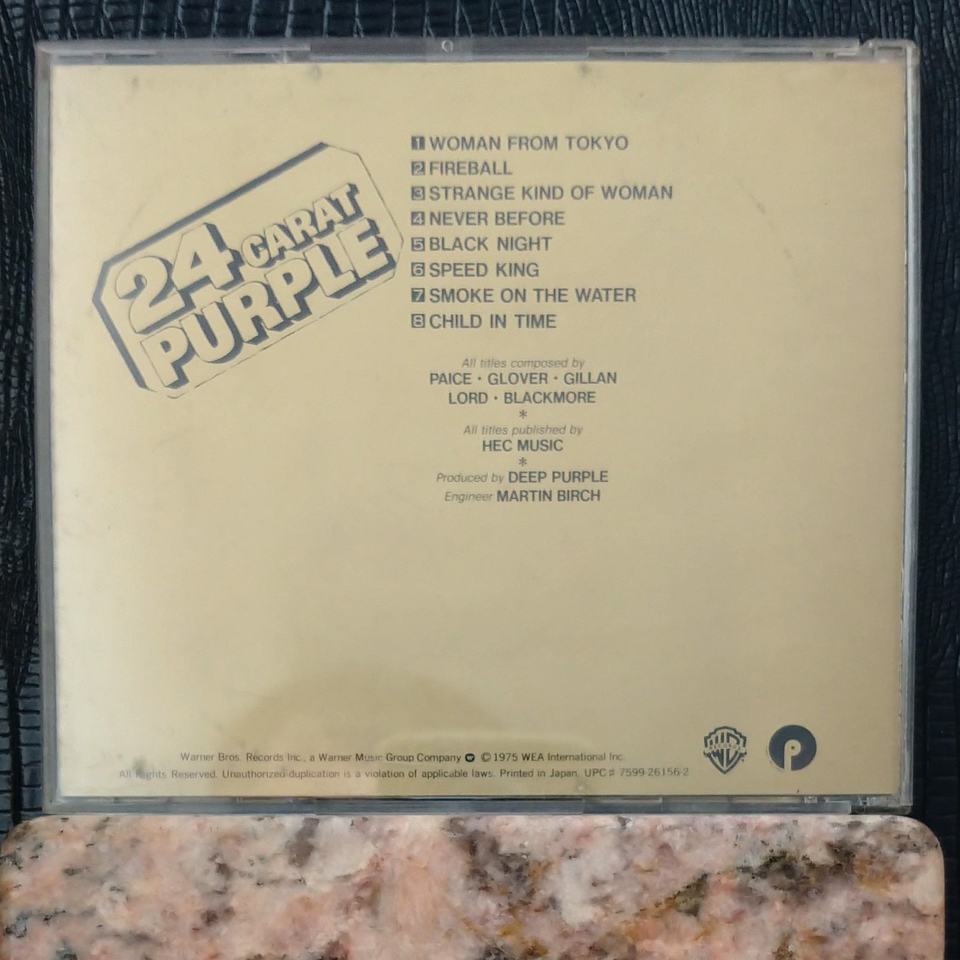 24 CARAT
PURPLE
1 WOMAN FROM TOKYO
2 FIREBALL
3 STRANGE KIND OF WOMAN
4 NEVER BEFORE
5 BLACK NIGHT
6 SPEED KING
7 SMOKE ON THE WATER
8 CHILD IN TIME
All titles composed by
PAICE · GLOVER · GILLAN
LORD · BLACKMORE
*
All titles published by
HEC MUSIC
*
Produced by DEEP PURPLE
Engineer MARTIN BIRCH
Warner Bros. Records Inc., a Warner Music Group Company © 1975 WEA International Inc.
All Rights Reserved. Unauthorized duplication is a violation of applicable laws. Printed in Japan. UPC# 7599-26156-2
WB
P